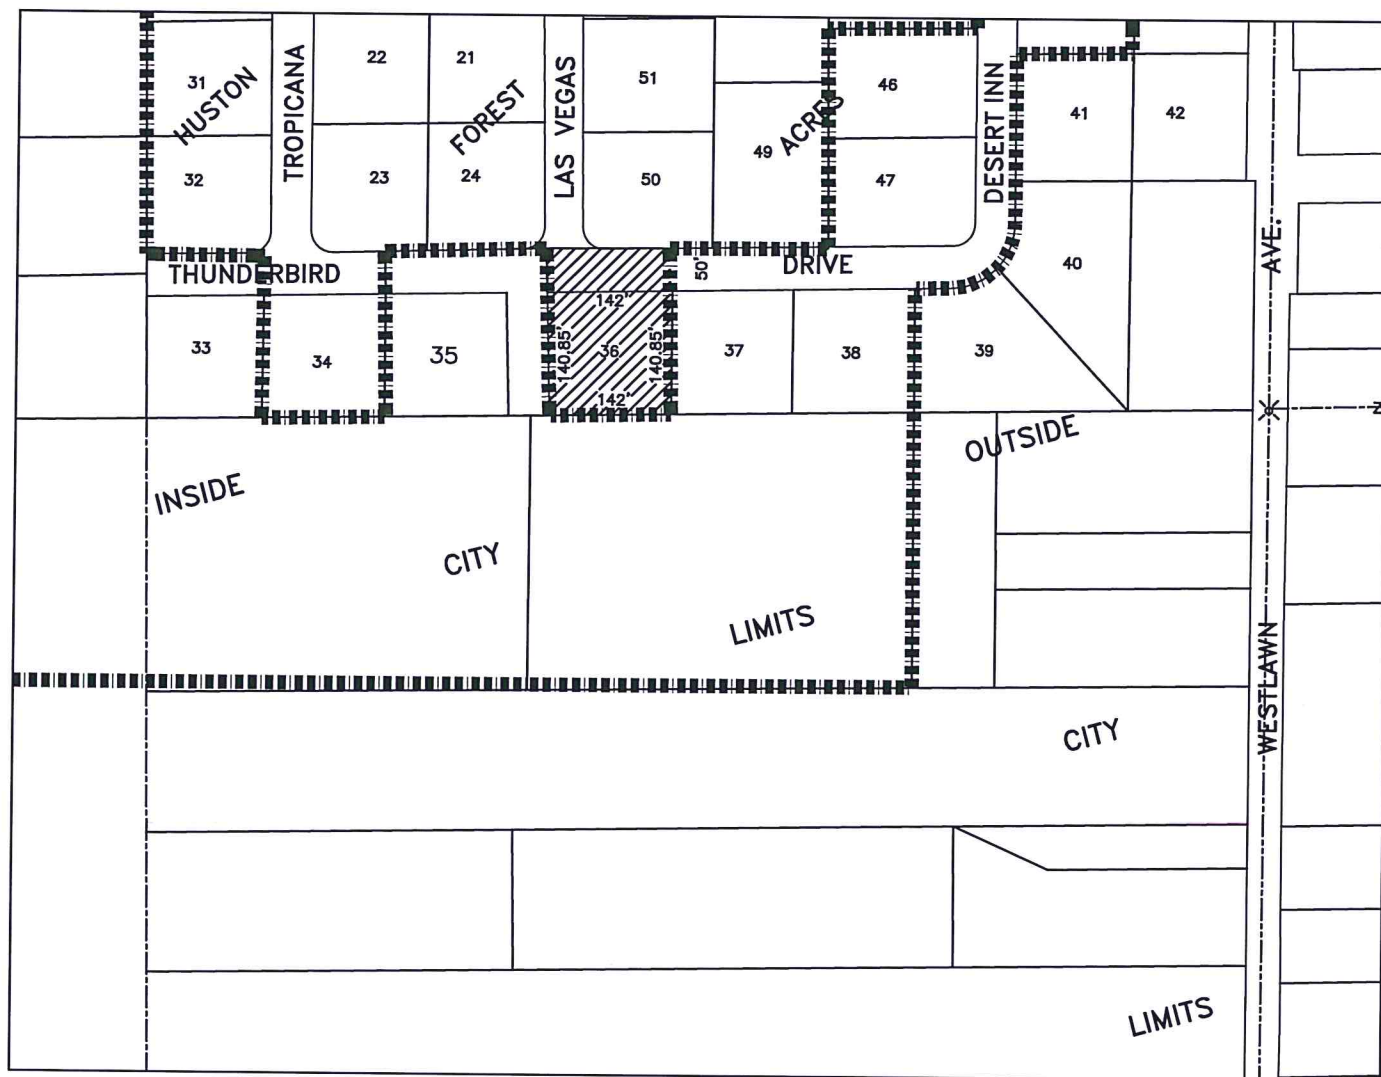 31
HUSTON
TROPICANA
22
21
FOREST
LAS VEGAS
51
49
ACRES
46
DESERT INN
41
42
32
23
24
50
47
AVE.
THUNDERBIRD
50'
DRIVE
40
33
34
35
142'
140.85'
36
140.85'
142'
37
38
39
Z
INSIDE
OUTSIDE
CITY
LIMITS
WESTLAWN
CITY
LIMITS